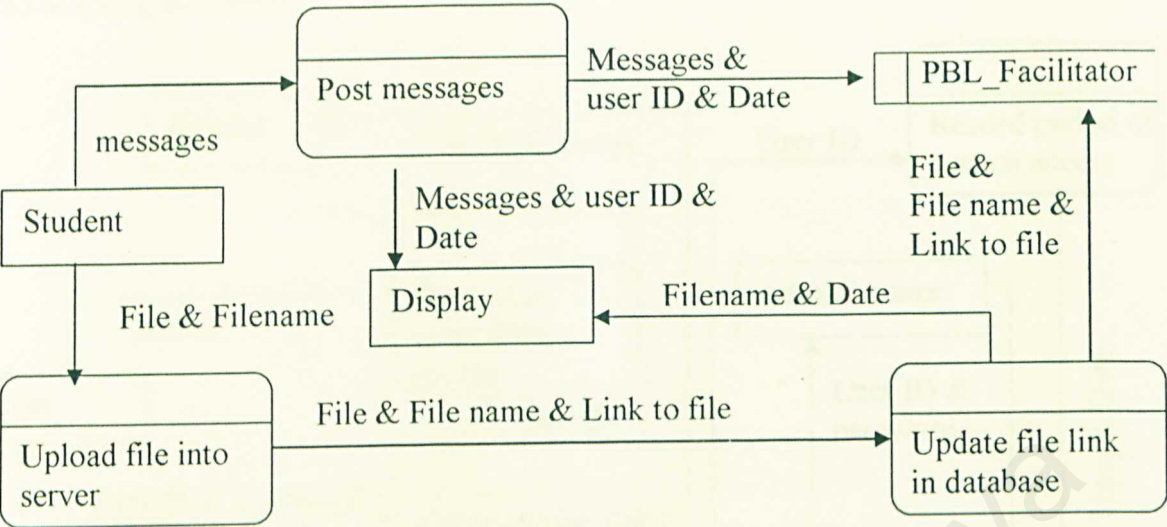 Post messages
Messages &
user ID & Date
PBL_Facilitator
messages
Student
Messages & user ID &
Date
File &
File name &
Link to file
Display
Filename & Date
File & Filename
File & File name & Link to file
Upload file into
server
Update file link
in database